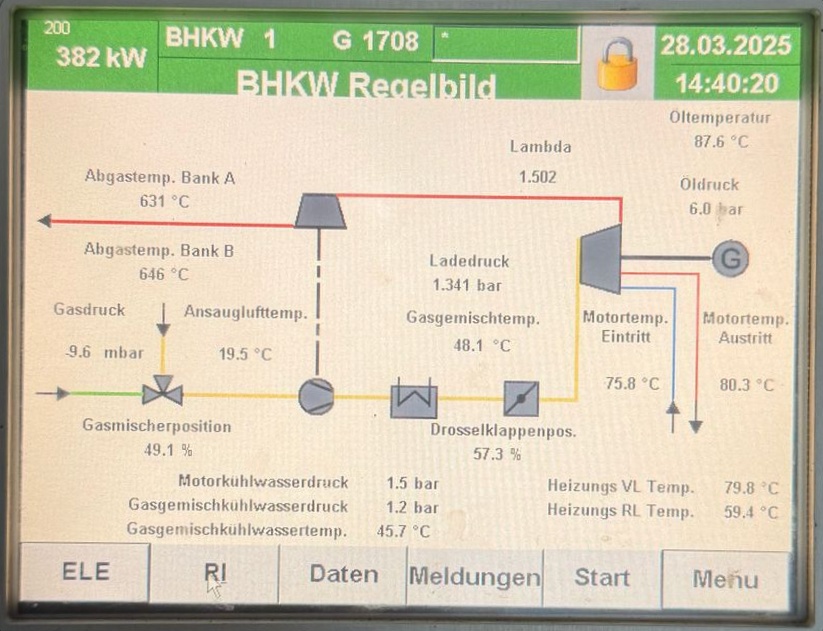 200
382 kW
BHKW 1 G 1708 *
28.03.2025
BHKW Regelbild
14:40:20
Öltemperatur
87.6 °C
Lambda
1.502
Abgastemp. Bank A
631 °C
Öldruck
6.0 bar
Abgastemp. Bank B
646 °C
G
Ladedruck
1.341 bar
Gasdruck
-9.6 mbar
Ansauglufttemp.
19.5 °C
Gasgemischtemp.
48.1 °C
Motortemp.
Eintritt
75.8 °C
Motortemp.
Austritt
80.3 °C
Gasmischerposition
49.1 %
Drosselklappenpos.
57.3 %
Motorkühlwasserdruck 1.5 bar
Gasgemischkühlwasserdruck 1.2 bar
Gasgemischkühlwassertemp. 45.7 °C
Heizungs VL Temp. 79.8 °C
Heizungs RL Temp. 59.4 °C
ELE RI Daten Meldungen Start Menu